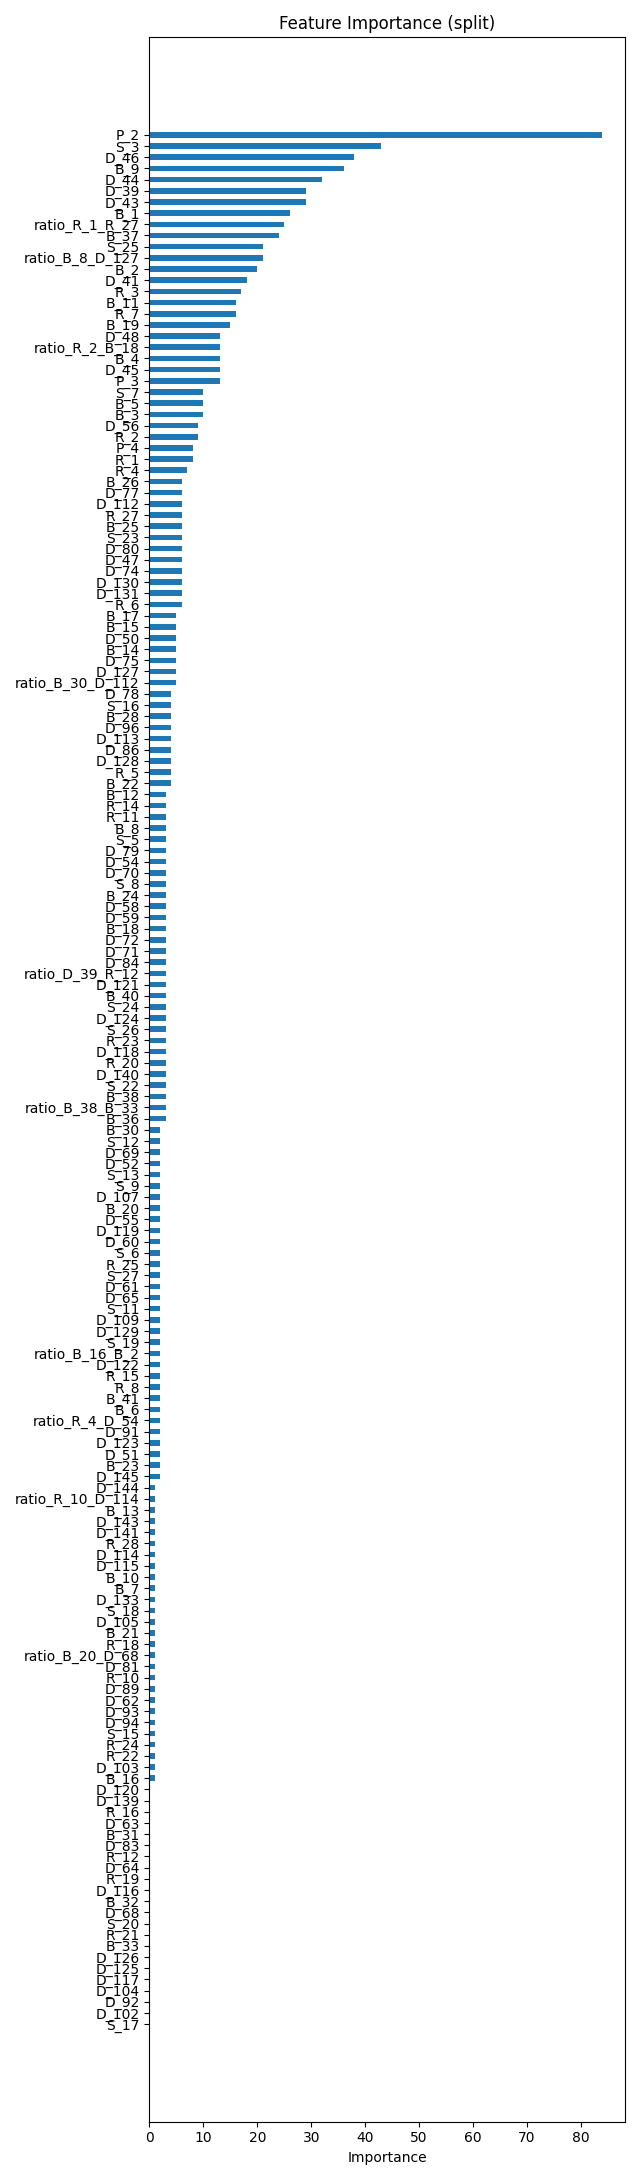 Feature Importance (split)
P_2
S_3
D_46
B_9
D_44
D_39
D_43
B_1
ratio_R_1_R_27
B_37
S_25
ratio_B_8_D_127
B_2
D_41
R_3
B_11
R_7
B_19
D_48
ratio_R_2_B_18
B_4
D_45
P_3
S_7
B_5
B_3
D_56
R_2
P_4
R_1
R_4
B_26
D_77
D_112
R_27
B_25
S_23
D_80
D_47
D_74
D_130
D_131
R_6
B_17
B_15
D_50
B_14
D_75
D_127
ratio_B_30_D_112
D_78
S_16
B_28
D_96
D_113
D_86
D_128
R_5
B_22
B_12
R_14
R_11
B_8
S_5
D_79
D_54
D_70
S_8
B_24
D_58
D_59
B_18
D_72
D_71
D_84
ratio_D_39_R_12
D_121
B_40
S_24
D_124
S_26
R_23
D_118
R_20
D_140
S_22
B_38
ratio_B_38_B_33
B_36
B_30
S_12
D_69
D_52
S_13
S_9
D_107
B_20
D_55
D_119
D_60
S_6
R_25
S_27
D_61
D_65
S_11
D_109
D_129
S_19
ratio_B_16_B_2
D_122
R_15
R_8
B_41
B_6
ratio_R_4_D_54
D_91
D_123
D_51
B_23
D_145
D_144
ratio_R_10_D_114
B_13
D_143
D_141
R_28
D_114
D_115
B_10
B_7
D_133
S_18
D_105
B_21
R_18
ratio_B_20_D_68
D_81
R_10
D_89
D_62
D_93
D_94
S_15
R_24
R_22
D_103
B_16
D_120
D_139
R_16
D_63
B_31
D_83
R_12
D_64
R_19
D_116
B_32
D_68
S_20
R_21
B_33
D_126
D_125
D_117
D_104
D_92
D_102
S_17
0 10 20 30 40 50 60 70 80
Importance